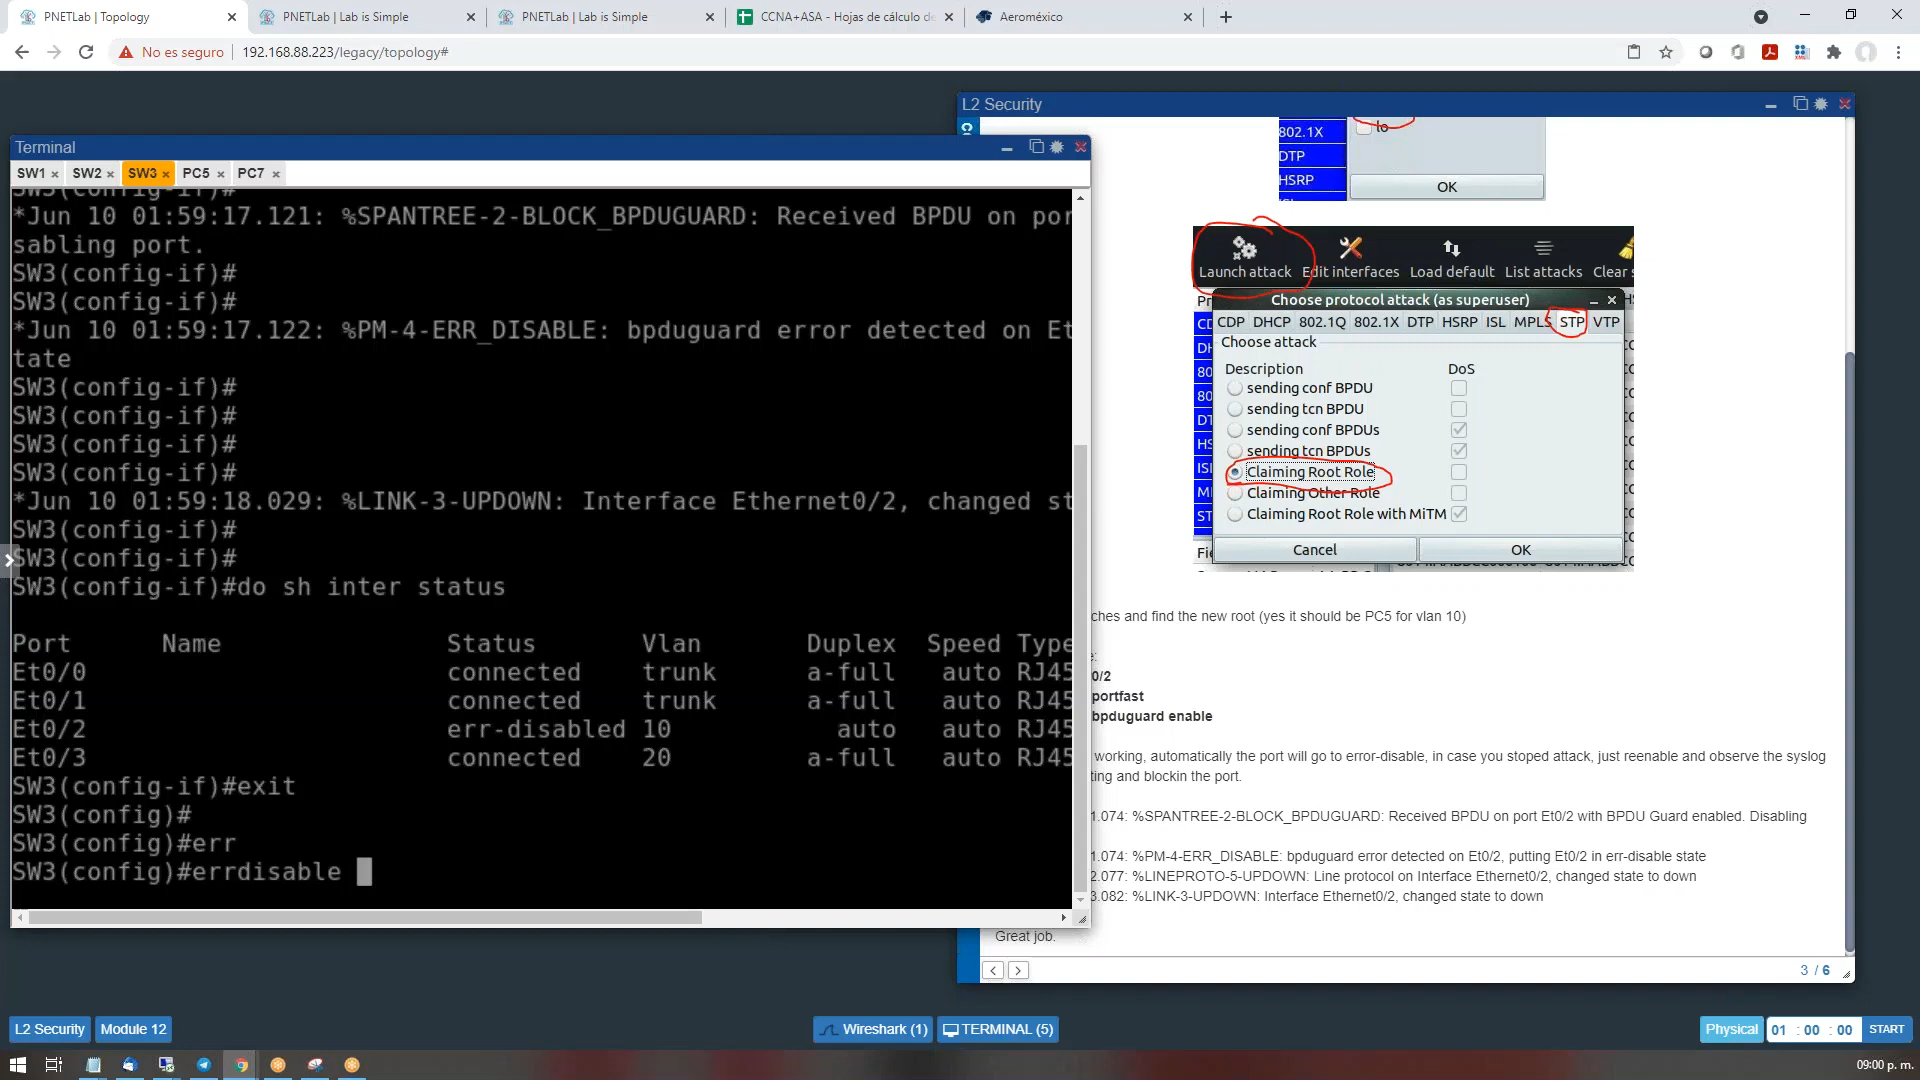 PNETLab | Topology
PNETLab | Lab is Simple
PNETLab | Lab is Simple
CCNA+ASA - Hojas de cálculo de
Aeroméxico
No es seguro
192.168.88.223/legacy/topology#
L2 Security
Terminal
SW1 × SW2 × SW3 × PC5 × PC7 ×
SW3(config-if)#
*Jun 10 01:59:17.121: %SPANTREE-2-BLOCK_BPDUGUARD: Received BPDU on por
sabling port.
SW3(config-if)#
SW3(config-if)#
*Jun 10 01:59:17.122: %PM-4-ERR_DISABLE: bpduguard error detected on Et
tate
SW3(config-if)#
SW3(config-if)#
SW3(config-if)#
SW3(config-if)#
*Jun 10 01:59:18.029: %LINK-3-UPDOWN: Interface Ethernet0/2, changed st
SW3(config-if)#
SW3(config-if)#
SW3(config-if)#do sh inter status
Port Name Status Vlan Duplex Speed Type
Et0/0 connected trunk a-full auto RJ45
Et0/1 connected trunk a-full auto RJ45
Et0/2 err-disabled 10 auto auto RJ45
Et0/3 connected 20 a-full auto RJ45
SW3(config-if)#exit
SW3(config)#
SW3(config)#err
SW3(config)#errdisable
802.1X
lo
DTP
HSRP
OK
Launch attack Edit interfaces Load default List attacks Clear
Choose protocol attack (as superuser)
CDP DHCP 802.1Q 802.1X DTP HSRP ISL MPLS STP VTP
Choose attack
Description DoS
sending conf BPDU
sending tcn BPDU
sending conf BPDUs
sending tcn BPDUs
Claiming Root Role
Claiming Other Role
Claiming Root Role with MiTM
Cancel OK
ches and find the new root (yes it should be PC5 for vlan 10)
e:
0/2
portfast
bpduguard enable
working, automatically the port will go to error-disable, in case you stoped attack, just reenable and observe the syslog
ting and blockin the port.
1.074: %SPANTREE-2-BLOCK_BPDUGUARD: Received BPDU on port Et0/2 with BPDU Guard enabled. Disabling
1.074: %PM-4-ERR_DISABLE: bpduguard error detected on Et0/2, putting Et0/2 in err-disable state
2.077: %LINEPROTO-5-UPDOWN: Line protocol on Interface Ethernet0/2, changed state to down
3.082: %LINK-3-UPDOWN: Interface Ethernet0/2, changed state to down
Great job.
3 / 6
L2 Security
Module 12
Wireshark (1)
TERMINAL (5)
Physical
01 : 00 : 00
START
09:00 p. m.